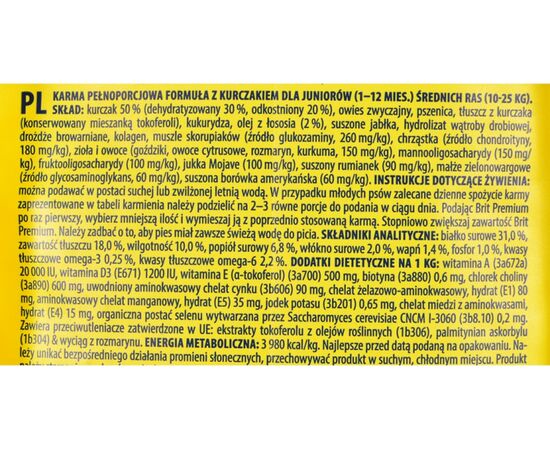 PL KARMA PEŁNOPORCJOWA FORMUŁA Z KURCZAKIEM DLA JUNIORÓW (1–12 MIES.) ŚREDNICH RAS (10-25 KG).
SKŁAD: kurczak 50 % (dehydratyzowany 30 %, odkostniony 20 %), owies zwyczajny, pszenica, tłuszcz z kurczaka
(konserwowany mieszanką tokoferoli), kukurydza, olej z łososia (2 %), suszone jabłka, hydrolizat wątroby drobiowej,
drożdże browarniane, kolagen, muszle skorupiaków (źródło glukozaminy, 260 mg/kg), chrząstka (źródło chondroityny,
180 mg/kg), zioła i owoce (goździki, owoce cytrusowe, rozmaryn, kurkuma, 150 mg/kg), mannooligosacharydy (150 mg/
kg), fruktooligosacharydy (100 mg/kg), jukka Mojave (100 mg/kg), suszony rumianek (90 mg/kg), małże zielonowargowe
(źródło glycosaminoglykans, 60 mg/kg), suszona borówka amerykańska (60 mg/kg). INSTRUKCJE DOTYCZĄCE ŻYWIENIA:
można podawać w postaci suchej lub zwilżonej letnią wodą. W przypadku młodych psów zalecane dzienne spożycie karmy
zaprezentowane w tabeli karmienia należy podzielić na 2–3 równe porcje do podania w ciągu dnia. Podając Brit Premium
po raz pierwszy, wybierz mniejszą ilość i wymieszaj ją z poprzednio stosowaną karmą. Stopniowo zwiększaj zawartość Brit
Premium. Należy zadbać o to, aby pies miał zawsze świeżą wodę do picia. SKŁADNIKI ANALITYCZNE: białko surowe 31,0 %,
zawartość tłuszczu 18,0 %, wilgotność 10,0 %, popiół surowy 6,8 %, włókno surowe 2,0 %, wapń 1,4 %, fosfor 1,0 %, kwasy
tłuszczowe omega-3 0,25 %, kwasy tłuszczowe omega-6 2,2 %. DODATKI DIETETYCZNE NA 1 KG: witamina A (3a672a)
20 000 IU, witamina D3 (E671) 1200 IU, witamina E (α-tokoferol) (3a700) 500 mg, biotyna (3a880) 0,6 mg, chlorek choliny
(3a890) 600 mg, uwodniony aminokwasowy chelat cynku (3b606) 90 mg, chelat żelazowo-aminokwasowy, hydrat (E1) 80
mg, aminokwasowy chelat manganowy, hydrat (E5) 35 mg, jodek potasu (3b201) 0,65 mg, chelat miedzi z aminokwasami,
hydrat (E4) 15 mg, organiczna postać selenu wytwarzana przez Saccharomyces cerevisiae CNCM I-3060 (3b8.10) 0,2 mg.
Zawiera przeciwutleniacze zatwierdzone w UE: ekstrakty tokoferolu z olejów roślinnych (1b306), palmitynian askorbylu
(1b304) & wyciąg z rozmarynu. ENERGIA METABOLICZNA: 3 980 kcal/kg. Najlepsze przed datą podaną na opakowaniu. Na-
leży unikać bezpośredniego działania promieni słonecznych, przechowywać produkt w suchym, chłodnym miejscu. Produkt